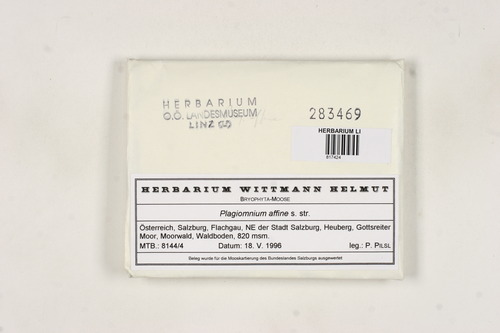 HERBARIUM
O.Ö. LANDESMUSEUM
LINZ
283469
HERBARIUM LI
817424
HERBARIUM WITTMANN HELMUT
BRYOPHYTA-MOOSE
Plagiomnium affine s. str.
Österreich, Salzburg, Flachgau, NE der Stadt Salzburg, Heuberg, Gottsreiter
Moor, Moorwald, Waldboden, 820 msm.
MTB.: 8144/4 Datum: 18. V. 1996 leg.: P. PILSL
Beleg wurde für die Mooskartierung des Bundeslandes Salzburgs ausgewertet